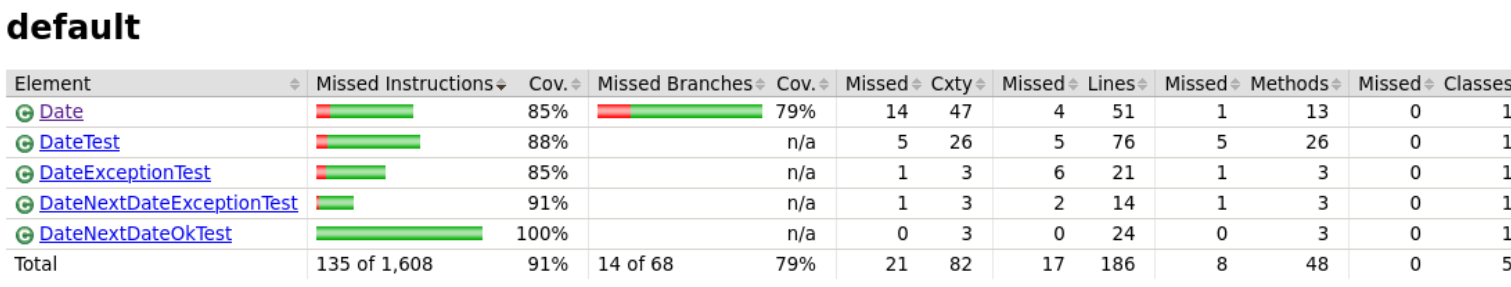 default
Element Missed Instructions Cov. Missed Branches Cov. Missed Cxty Missed Lines Missed Methods Missed Classes
C Date 85% 79% 14 47 4 51 1 13 0 1
C DateTest 88% n/a 5 26 5 76 5 26 0 1
C DateExceptionTest 85% n/a 1 3 6 21 1 3 0 1
C DateNextDateExceptionTest 91% n/a 1 3 2 14 1 3 0 1
C DateNextDateOkTest 100% n/a 0 3 0 24 0 3 0 1
Total 135 of 1,608 91% 14 of 68 79% 21 82 17 186 8 48 0 5